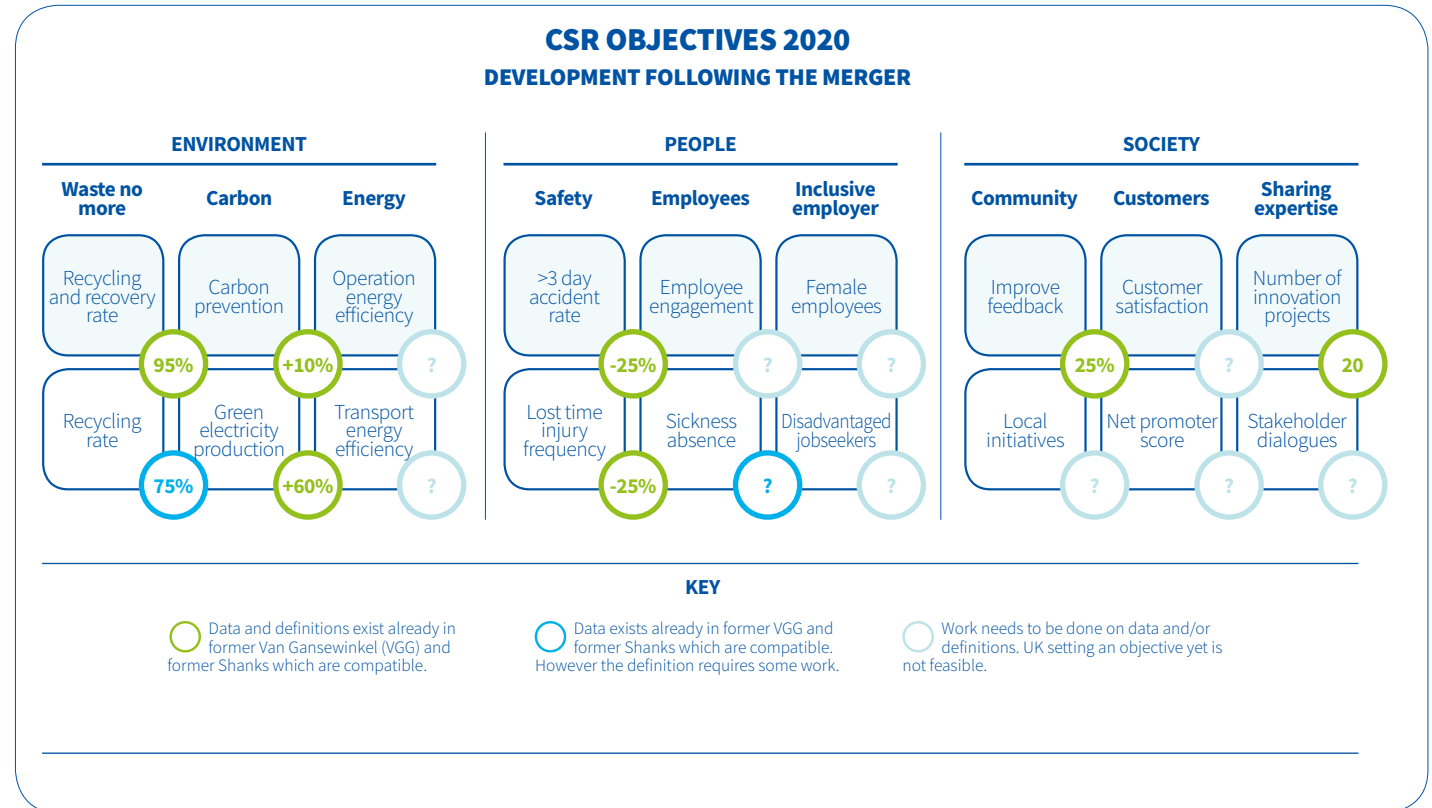 CSR OBJECTIVES 2020
DEVELOPMENT FOLLOWING THE MERGER
ENVIRONMENT
Waste no
more
Carbon
Energy
Recycling
and recovery
rate
95%
Carbon
prevention
+10%
Operation
energy
efficiency
?
Recycling
rate
75%
Green
electricity
production
+60%
Transport
energy
efficiency
?
PEOPLE
Safety
Employees
Inclusive
employer
>3 day
accident
rate
-25%
Employee
engagement
?
Female
employees
?
Lost time
injury
frequency
-25%
Sickness
absence
?
Disadvantaged
jobseekers
?
SOCIETY
Community
Customers
Sharing
expertise
Improve
feedback
25%
Customer
satisfaction
?
Number of
innovation
projects
20
Local
initiatives
?
Net promoter
score
?
Stakeholder
dialogues
?
KEY
Data and definitions exist already in
former Van Gansewinkel (VGG) and
former Shanks which are compatible.
Data exists already in former VGG and
former Shanks which are compatible.
However the definition requires some work.
Work needs to be done on data and/or
definitions. UK setting an objective yet is
not feasible.